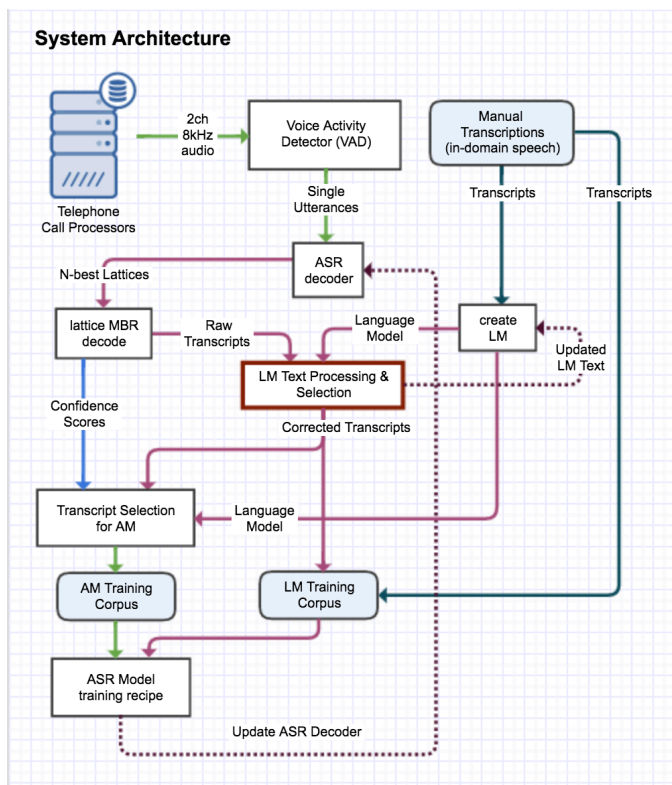 System Architecture
2ch
8kHz
audio
Voice Activity
Detector (VAD)
Manual
Transcriptions
(in-domain speech)
Telephone
Call Processors
Single
Utterances
Transcripts
Transcripts
ASR
decoder
N-best Lattices
lattice MBR
decode
Raw
Transcripts
Language
Model
create
LM
Updated
LM Text
LM Text Processing &
Selection
Confidence
Scores
Corrected Transcripts
Transcript Selection
for AM
Language
Model
AM Training
Corpus
LM Training
Corpus
ASR Model
training recipe
Update ASR Decoder